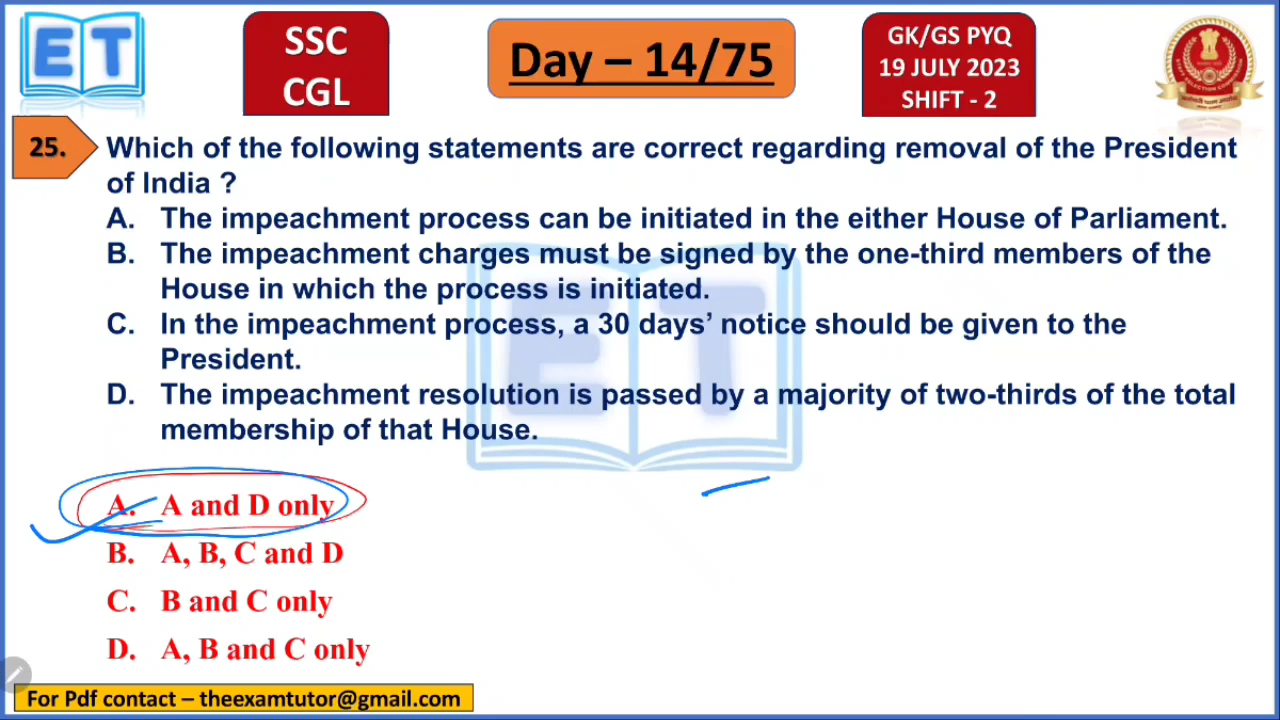 ET
SSC
CGL
Day – 14/75
GK/GS PYQ
19 JULY 2023
SHIFT - 2
25.
Which of the following statements are correct regarding removal of the President
of India ?
A. The impeachment process can be initiated in the either House of Parliament.
B. The impeachment charges must be signed by the one-third members of the
House in which the process is initiated.
C. In the impeachment process, a 30 days’ notice should be given to the
President.
D. The impeachment resolution is passed by a majority of two-thirds of the total
membership of that House.
ET
A. A and D only
B. A, B, C and D
C. B and C only
D. A, B and C only
For Pdf contact – theexamtutor@gmail.com